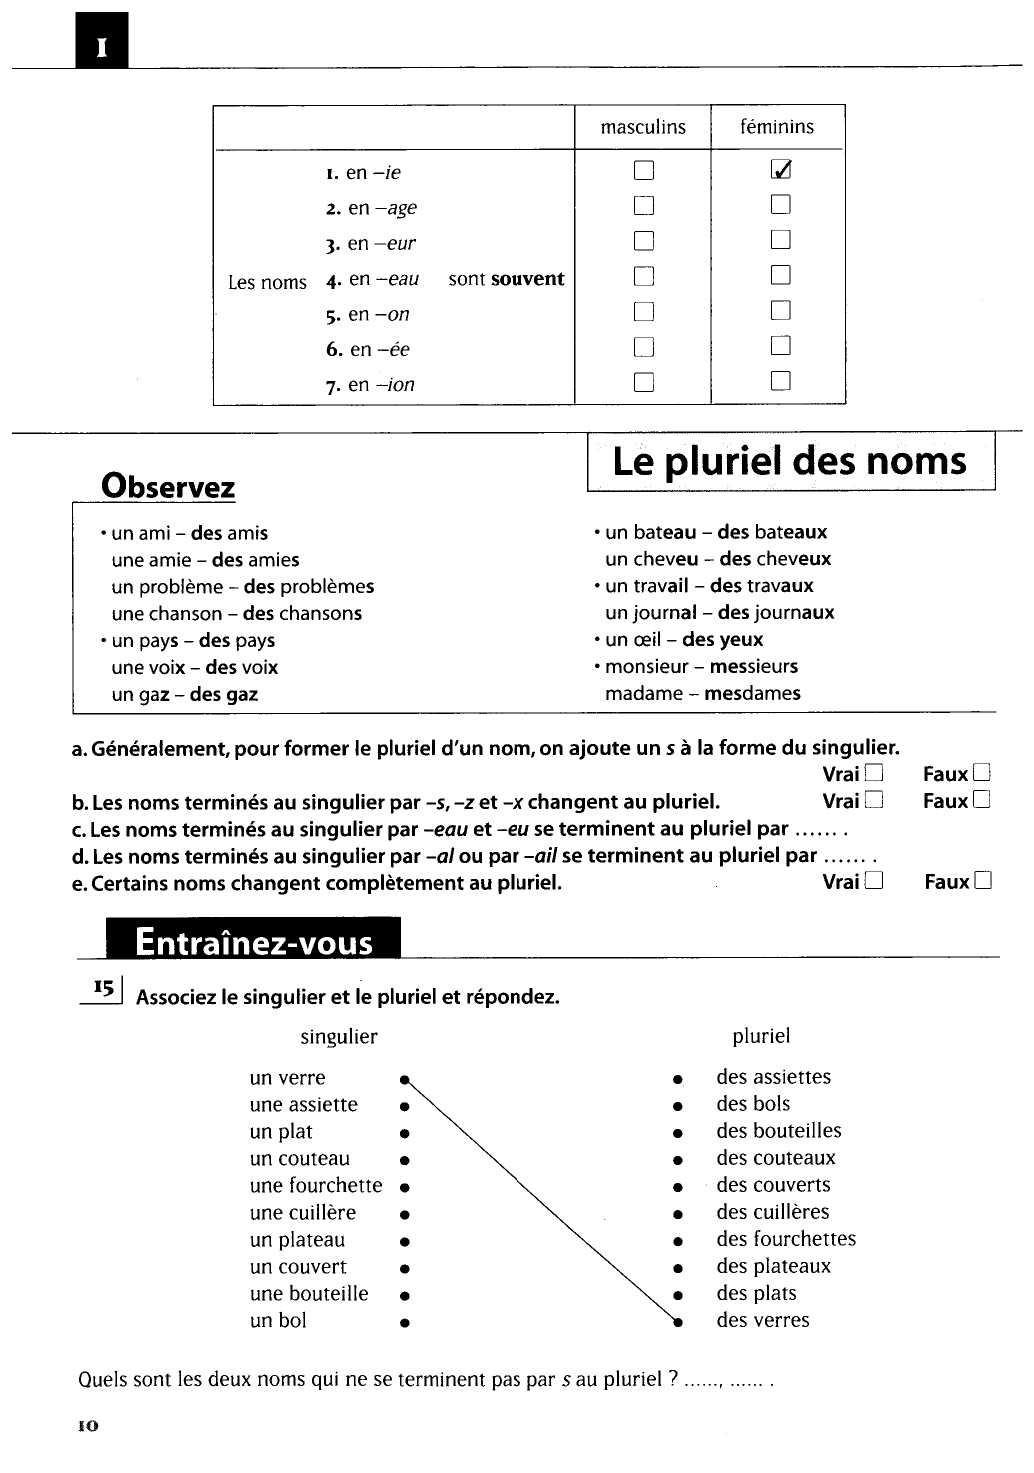 I
masculins féminins
1. en –ie
2. en –age
3. en –eur
Les noms 4. en –eau sont souvent
5. en –on
6. en –ée
7. en –ion
Le pluriel des noms
Observez
• un ami – des amis
une amie – des amies
un problème – des problèmes
une chanson – des chansons
• un pays – des pays
une voix – des voix
un gaz – des gaz
• un bateau – des bateaux
un cheveu – des cheveux
• un travail – des travaux
un journal – des journaux
• un œil – des yeux
• monsieur – messieurs
madame – mesdames
a. Généralement, pour former le pluriel d'un nom, on ajoute un s à la forme du singulier.
Vrai Faux
b. Les noms terminés au singulier par –s, –z et –x changent au pluriel. Vrai Faux
c. Les noms terminés au singulier par –eau et –eu se terminent au pluriel par ...... .
d. Les noms terminés au singulier par –al ou par –ail se terminent au pluriel par ...... .
e. Certains noms changent complètement au pluriel. Vrai Faux
Entraînez-vous
15 Associez le singulier et le pluriel et répondez.
singulier pluriel
un verre • • des assiettes
une assiette • • des bols
un plat • • des bouteilles
un couteau • • des couteaux
une fourchette • • des couverts
une cuillère • • des cuillères
un plateau • • des fourchettes
un couvert • • des plateaux
une bouteille • • des plats
un bol • • des verres
Quels sont les deux noms qui ne se terminent pas par s au pluriel ? ......, ...... .
10